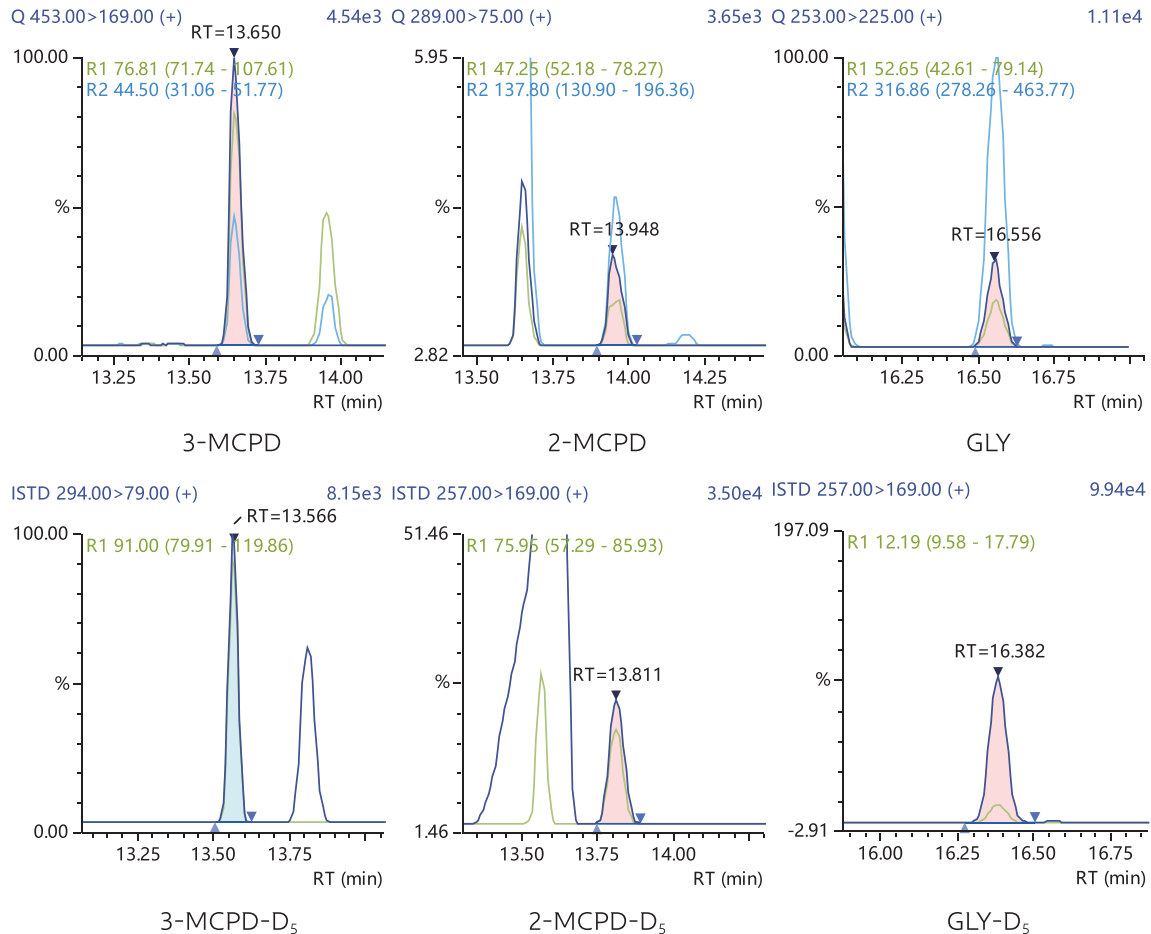 Q 453.00>169.00 (+) 4.54e3
RT=13.650
100.00
R1 76.81 (71.74 - 107.61)
R2 44.50 (31.06 - 51.77)
%
0.00
13.25 13.50 13.75 14.00
RT (min)
3-MCPD
Q 289.00>75.00 (+) 3.65e3
5.95
R1 47.25 (52.18 - 78.27)
R2 137.80 (130.90 - 196.36)
%
RT=13.948
2.82
13.50 13.75 14.00 14.25
RT (min)
2-MCPD
Q 253.00>225.00 (+) 1.11e4
100.00
R1 52.65 (42.61 - 79.14)
R2 316.86 (278.26 - 463.77)
%
RT=16.556
0.00
16.25 16.50 16.75
RT (min)
GLY
ISTD 294.00>79.00 (+) 8.15e3
RT=13.566
100.00
R1 91.00 (79.91 - 119.86)
%
0.00
13.25 13.50 13.75
RT (min)
3-MCPD-D5
ISTD 257.00>169.00 (+) 3.50e4
51.46
R1 75.95 (57.29 - 85.93)
%
RT=13.811
1.46
13.50 13.75 14.00
RT (min)
2-MCPD-D5
ISTD 257.00>169.00 (+) 9.94e4
197.09
R1 12.19 (9.58 - 17.79)
RT=16.382
%
-2.91
16.00 16.25 16.50 16.75
RT (min)
GLY-D5